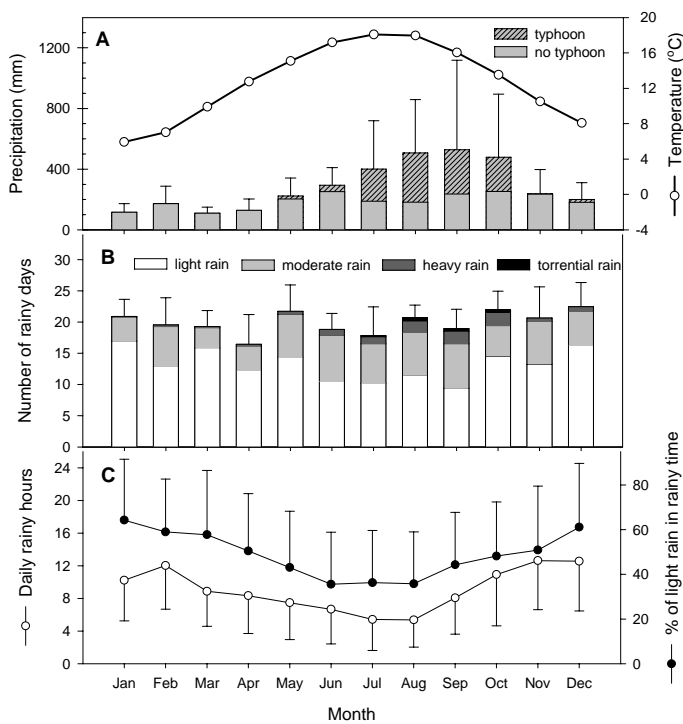 A
typhoon
no typhoon
Precipitation (mm)
1200
800
400
0
20
16
12
8
4
0
-4
Temperature (°C)
B
light rain moderate rain heavy rain torrential rain
Number of rainy days
30
25
20
15
10
5
0
C
Daily rainy hours
24
20
16
12
8
4
0
80
60
40
20
0
% of light rain in rainy time
Jan Feb Mar Apr May Jun Jul Aug Sep Oct Nov Dec
Month